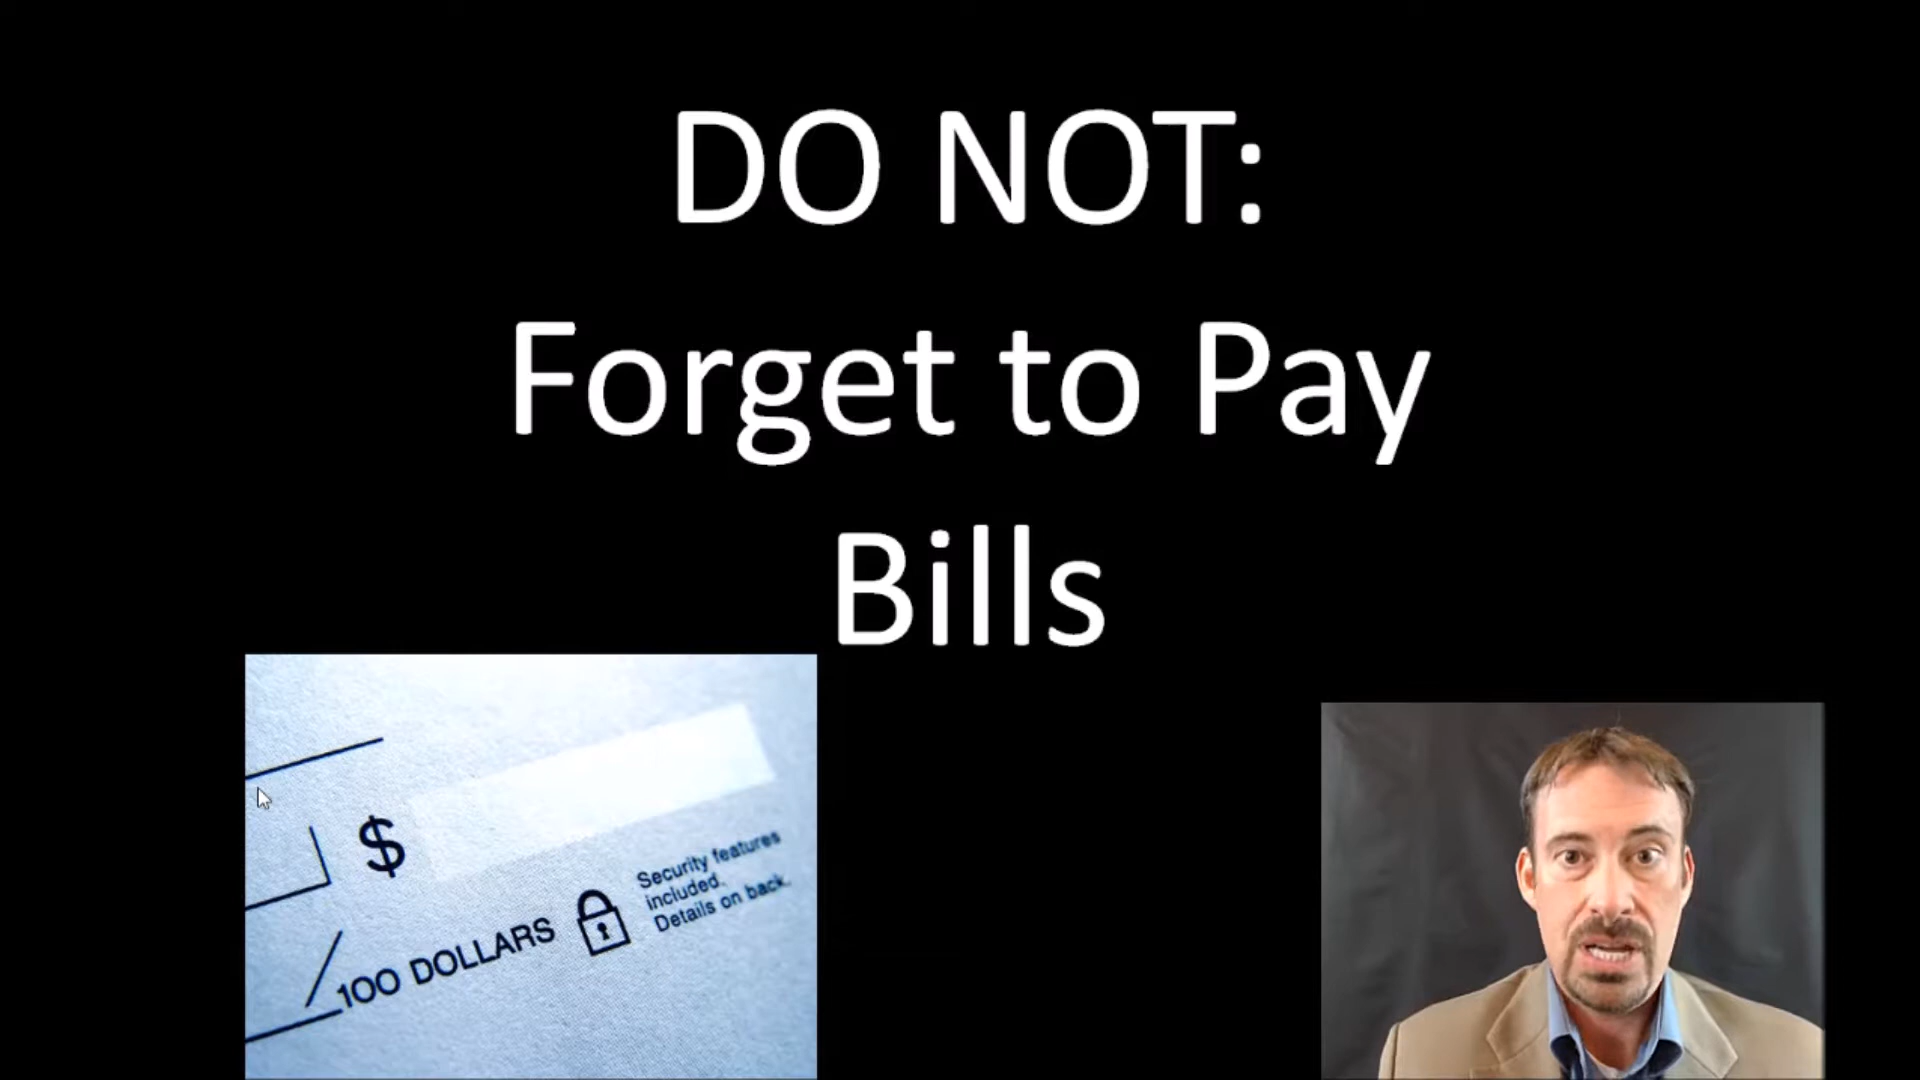 DO NOT:
Forget to Pay
Bills
$
/100 DOLLARS
Security features
included.
Details on back.